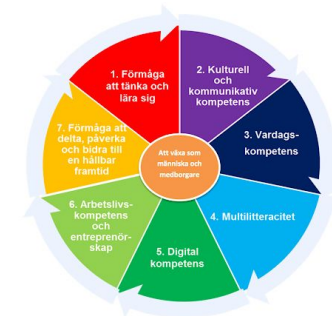 1. Förmåga
att tänka och
lära sig
2. Kulturell
och
kommunikativ
kompetens
3. Vardags-
kompetens
4. Multilitteracitet
5. Digital
kompetens
6. Arbetslivs-
kompetens
och
entreprenör-
skap
7. Förmåga att
delta, påverka
och bidra till
en hållbar
framtid
Att växa som
människa och
medborgare